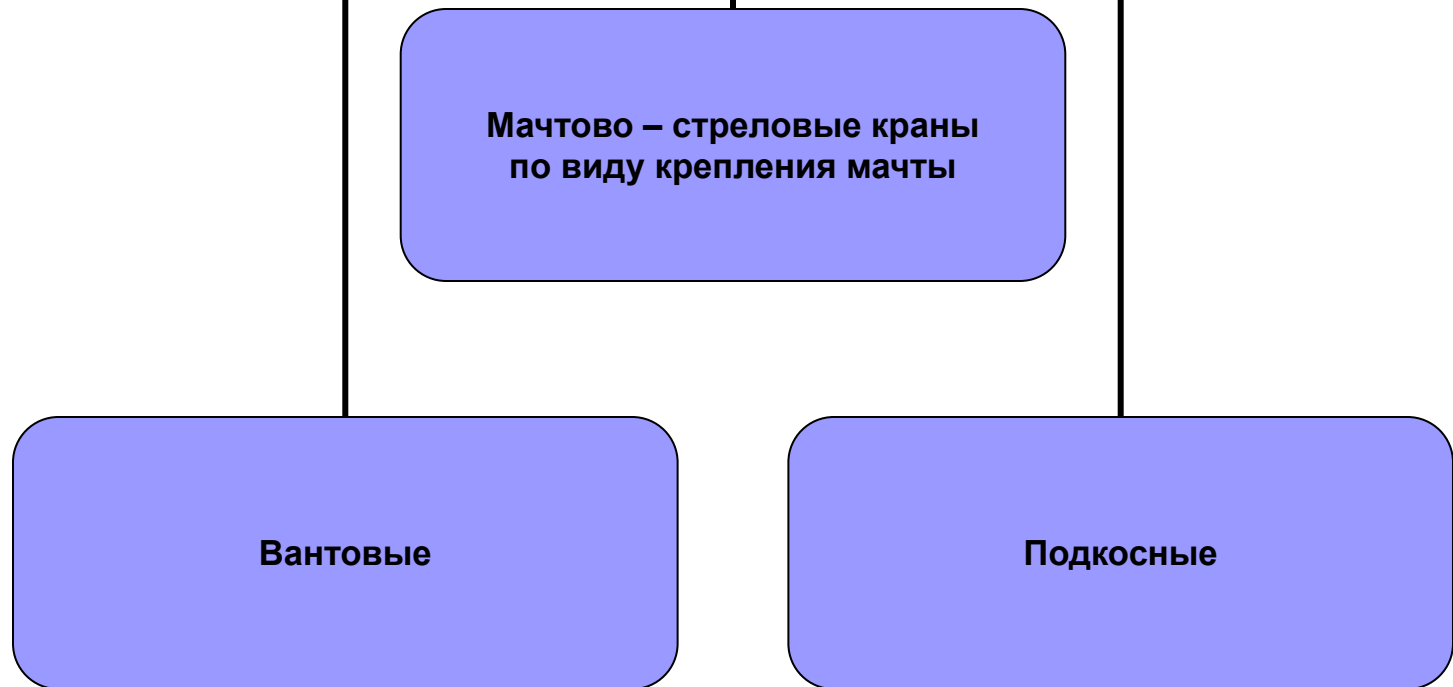 Мачтово – стреловые краны
по виду крепления мачты
Вантовые
Подкосные